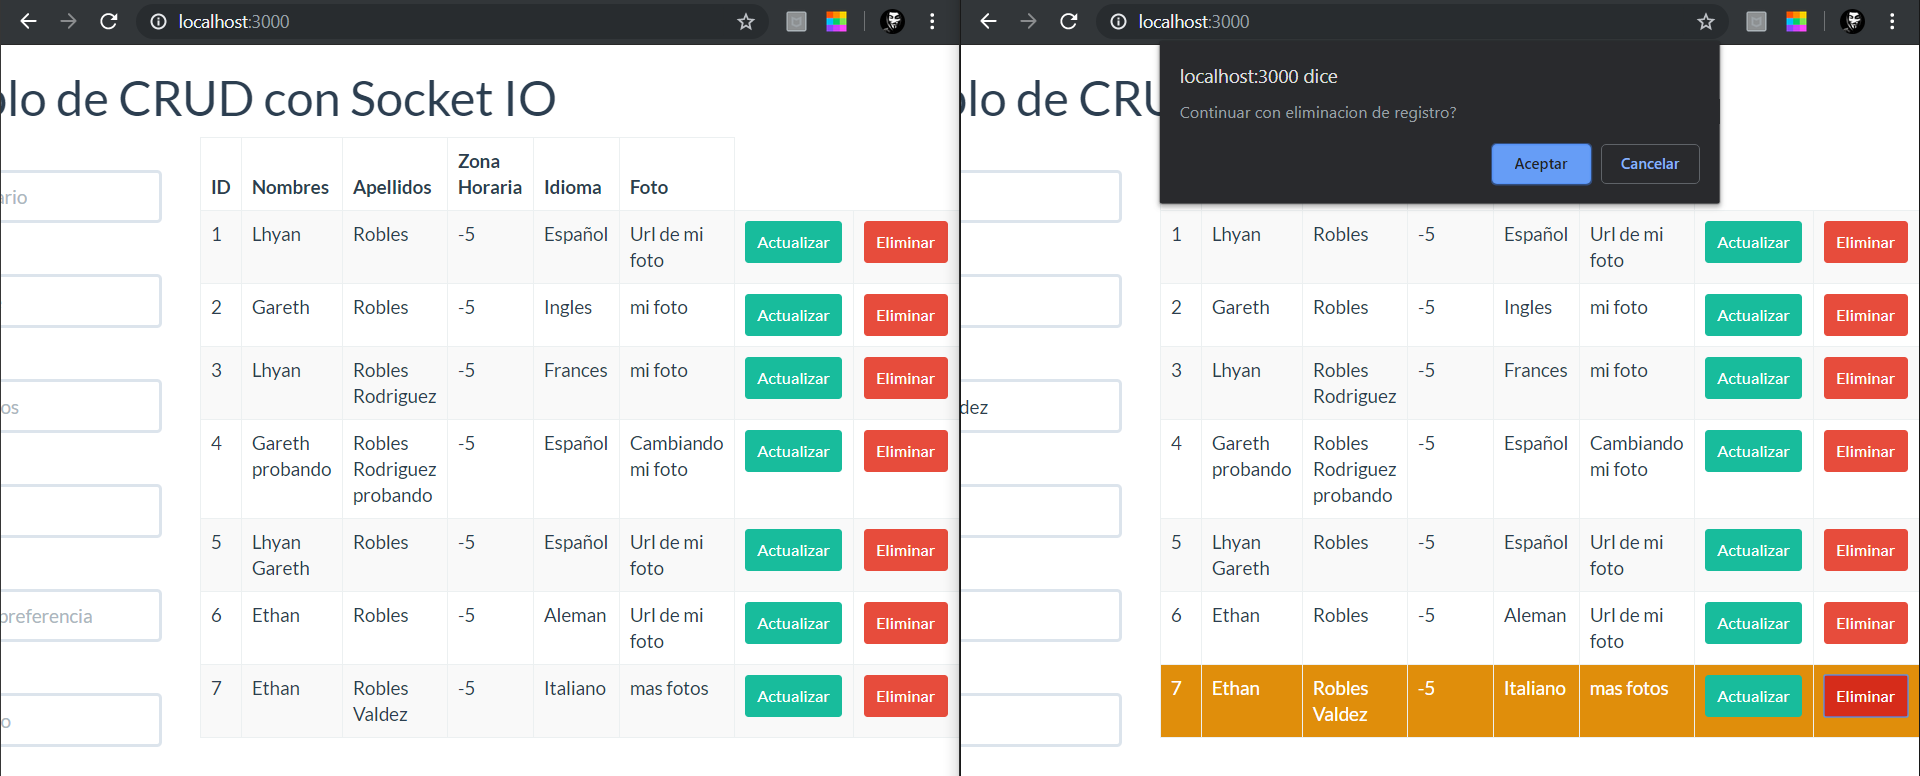 localhost:3000
olo de CRUD con Socket IO
ario
os
preferencia
o
Zona
ID Nombres Apellidos Horaria Idioma Foto
1 Lhyan Robles -5 Español Url de mi Actualizar Eliminar
foto
2 Gareth Robles -5 Ingles mi foto Actualizar Eliminar
3 Lhyan Robles -5 Frances mi foto Actualizar Eliminar
Rodriguez
4 Gareth Robles -5 Español Cambiando Actualizar Eliminar
probando Rodriguez mi foto
probando
5 Lhyan Robles -5 Español Url de mi Actualizar Eliminar
Gareth foto
6 Ethan Robles -5 Aleman Url de mi Actualizar Eliminar
foto
7 Ethan Robles -5 Italiano mas fotos Actualizar Eliminar
Valdez
localhost:3000
localhost:3000 dice
Continuar con eliminacion de registro?
Aceptar Cancelar
olo de CRU
dez
1 Lhyan Robles -5 Español Url de mi Actualizar Eliminar
foto
2 Gareth Robles -5 Ingles mi foto Actualizar Eliminar
3 Lhyan Robles -5 Frances mi foto Actualizar Eliminar
Rodriguez
4 Gareth Robles -5 Español Cambiando Actualizar Eliminar
probando Rodriguez mi foto
probando
5 Lhyan Robles -5 Español Url de mi Actualizar Eliminar
Gareth foto
6 Ethan Robles -5 Aleman Url de mi Actualizar Eliminar
foto
7 Ethan Robles -5 Italiano mas fotos Actualizar Eliminar
Valdez